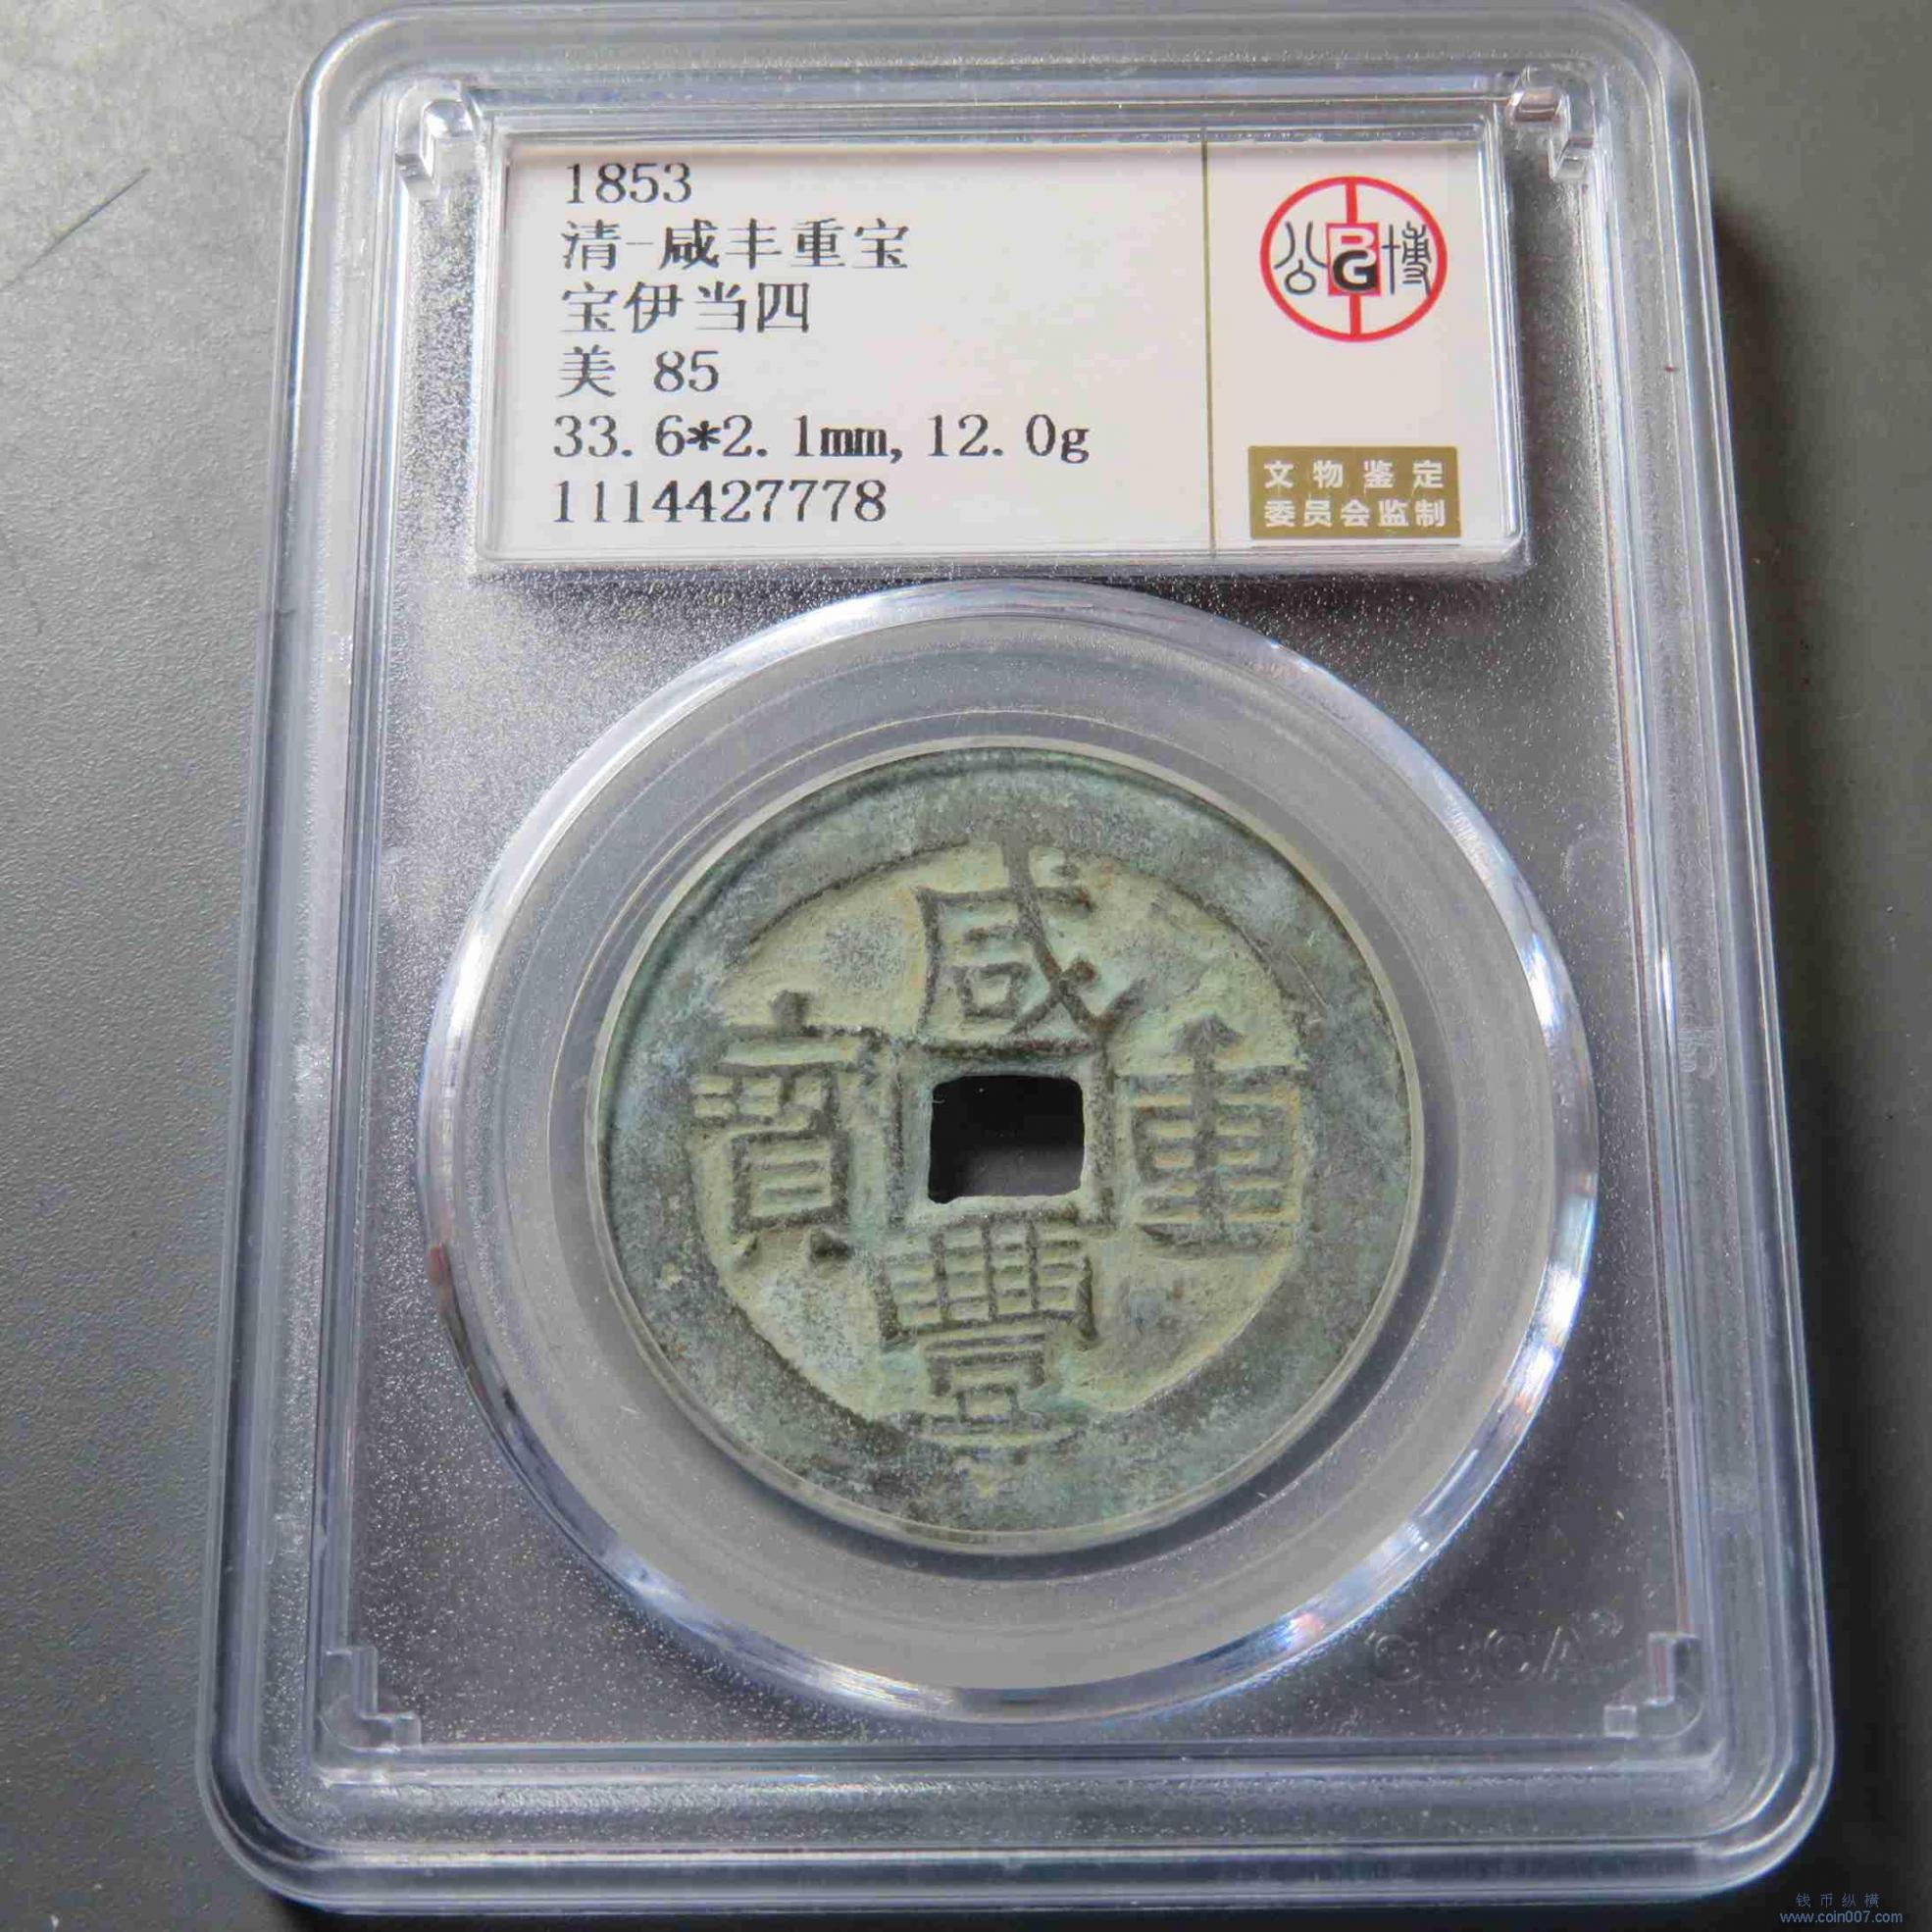 1853
清-咸丰重宝
宝伊当四
美 85
33.6*2.1mm,12.0g
1114427778
公博
PG
文物鉴定
委员会监制
咸豐重寶
钱币纵横
www.coin007.com